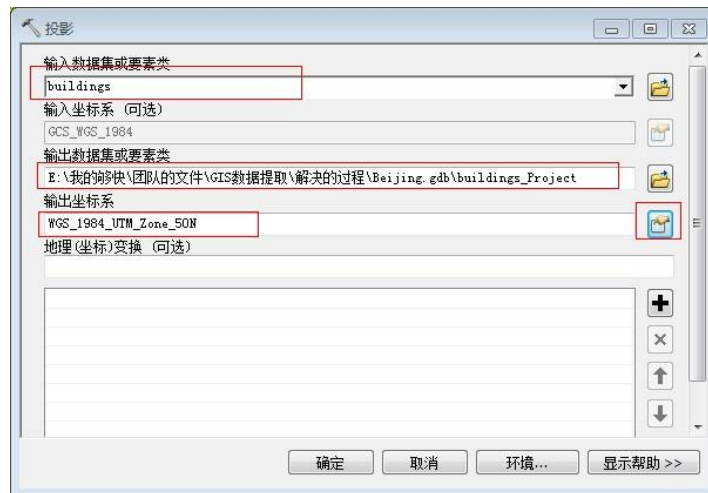 投影
输入数据集或要素类
buildings
输入坐标系 (可选)
GCS_WGS_1984
输出数据集或要素类
E:\我的够快\团队的文件\GIS数据提取\解决的过程\Beijing.gdb\buildings_Project
输出坐标系
WGS_1984_UTM_Zone_50N
地理(坐标)变换 (可选)
确定 取消 环境... 显示帮助 >>